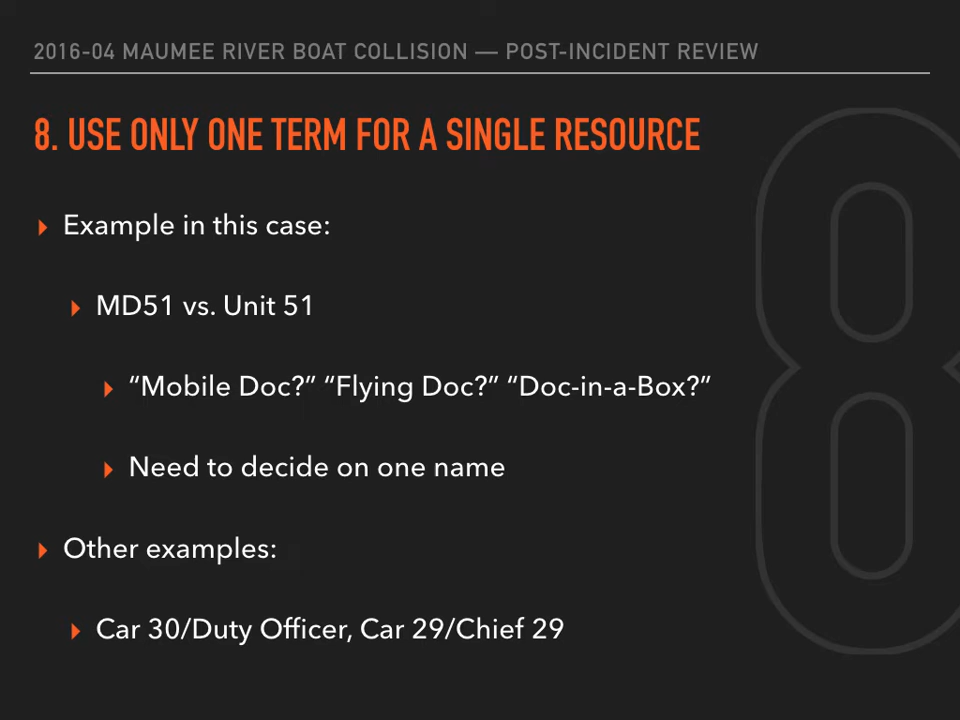 2016-04 MAUMEE RIVER BOAT COLLISION — POST-INCIDENT REVIEW
8. USE ONLY ONE TERM FOR A SINGLE RESOURCE
8
Example in this case:
MD51 vs. Unit 51
“Mobile Doc?” “Flying Doc?” “Doc-in-a-Box?”
Need to decide on one name
Other examples:
Car 30/Duty Officer, Car 29/Chief 29